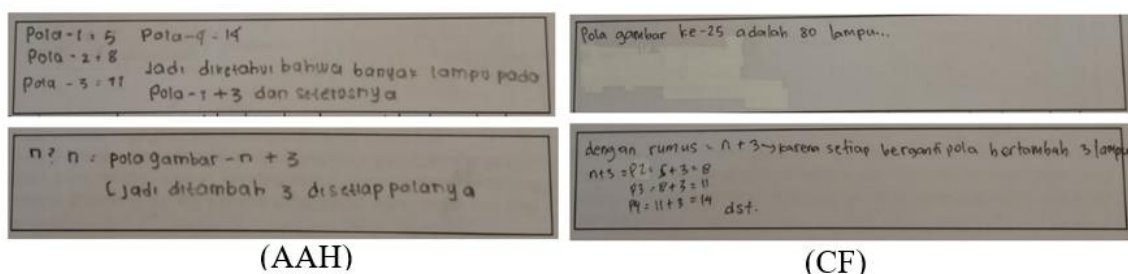 Pola-1 = 5 Pola-4 = 14
Pola - 2 = 8
Pola - 3 = 11
Jadi diketahui bahwa banyak lampu pada
Pola-1 + 3 dan seterosnya
n? n = pola gambar - n + 3
Jadi ditambah 3 disetiap polanya
(AAH)
Pola gambar ke-25 adalah 80 lampu...
dengan rumus = n + 3 → karena setiap berganti pola bertambah 3 lampu
n+3 = P2 = 5+3 = 8
P3 = 8+3 = 11
P4 = 11+3 = 14 dst.
(CF)